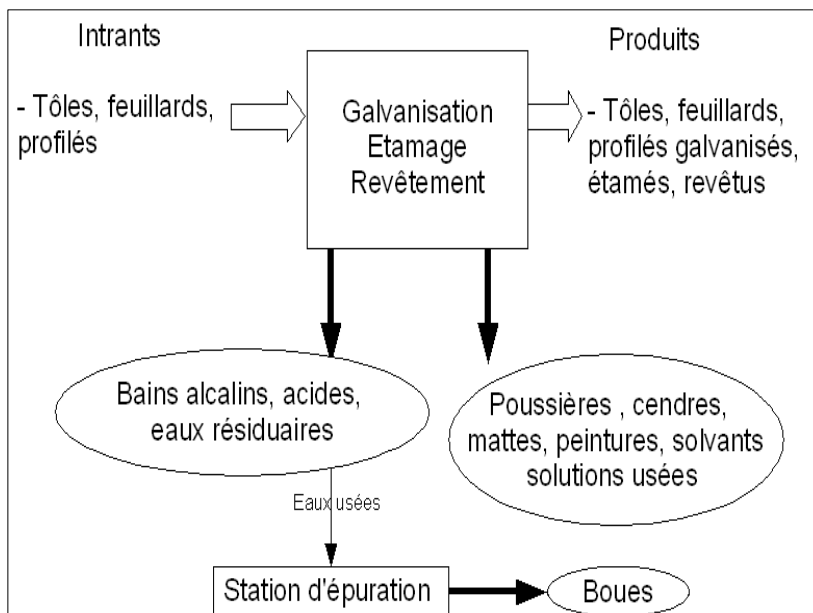 Intrants
Produits
- Tôles, feuillards,
profilés
Galvanisation
Etamage
Revêtement
- Tôles, feuillards,
profilés galvanisés,
étamés, revêtus
Bains alcalins, acides,
eaux résiduaires
Poussières , cendres,
mattes, peintures, solvants
solutions usées
Eaux usées
Station d'épuration
Boues